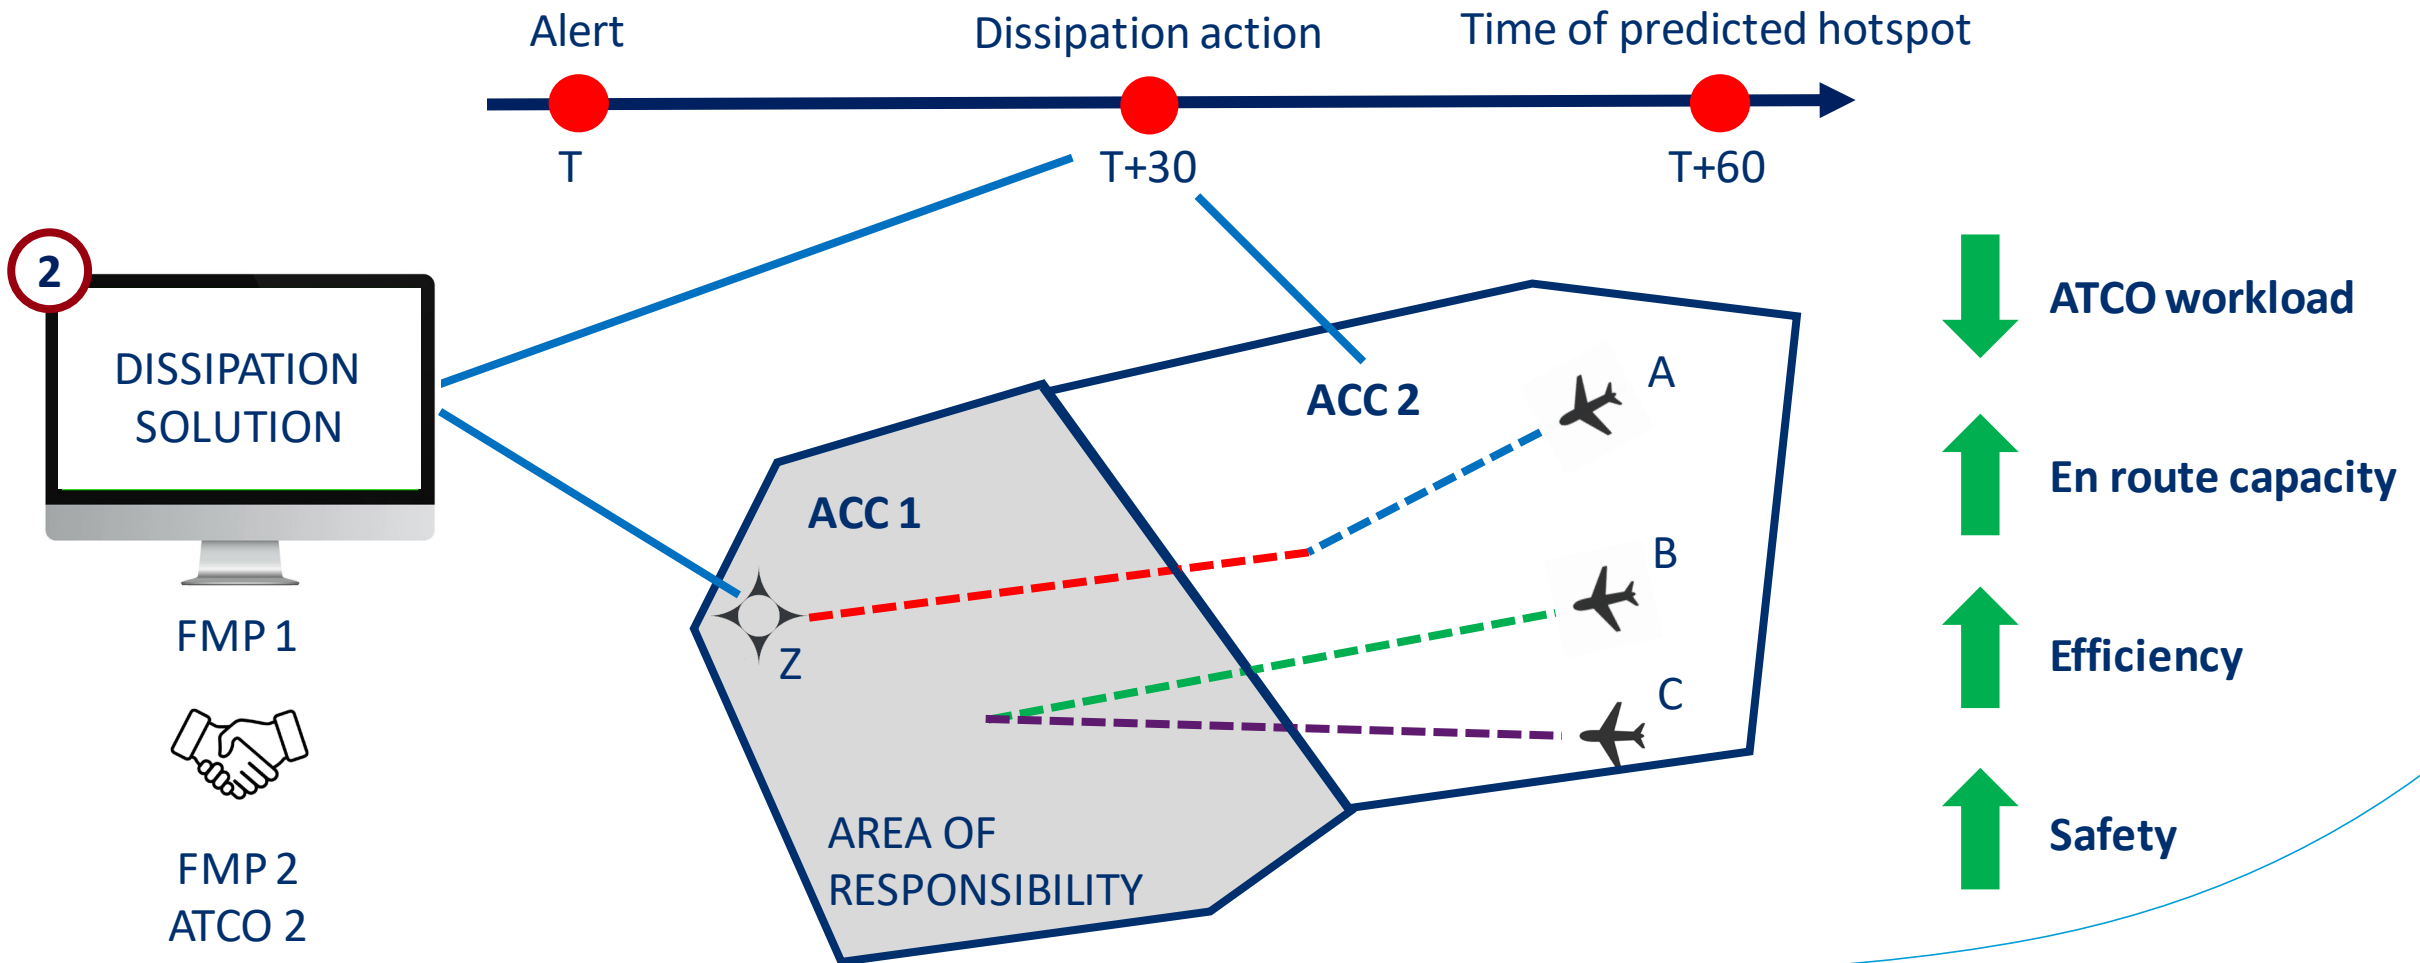 Alert
Dissipation action
Time of predicted hotspot
T
T+30
T+60
2
DISSIPATION
SOLUTION
FMP 1
FMP 2
ATCO 2
ACC 1
ACC 2
A
B
C
Z
AREA OF
RESPONSIBILITY
ATCO workload
En route capacity
Efficiency
Safety